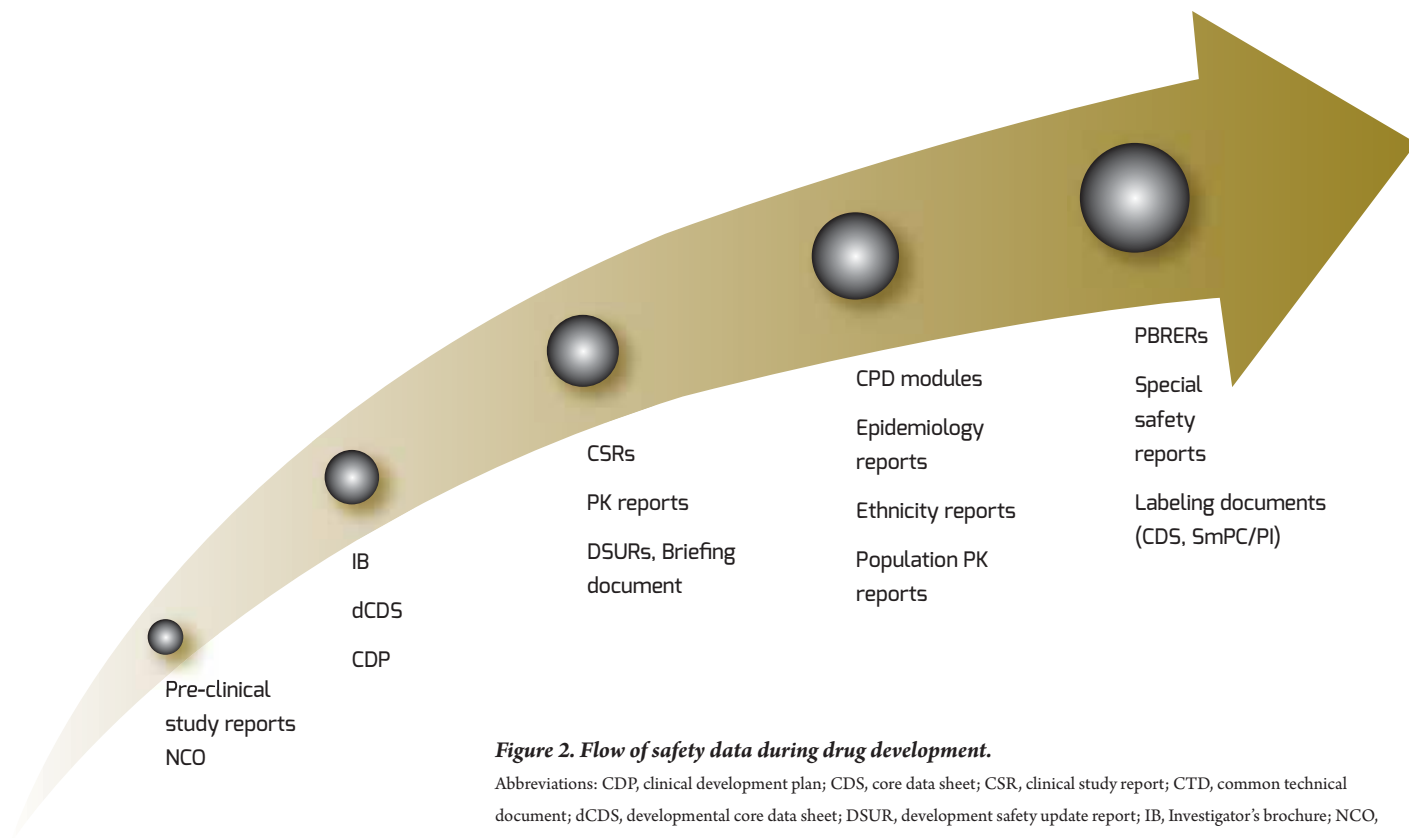 Pre-clinical
study reports
NCO
IB
dCDS
CDP
CSRs
PK reports
DSURs, Briefing
document
CPD modules
Epidemiology
reports
Ethnicity reports
Population PK
reports
PBRERs
Special
safety
reports
Labeling documents
(CDS, SmPC/PI)
Figure 2. Flow of safety data during drug development.
Abbreviations: CDP, clinical development plan; CDS, core data sheet; CSR, clinical study report; CTD, common technical
document; dCDS, developmental core data sheet; DSUR, development safety update report; IB, Investigator's brochure; NCO,